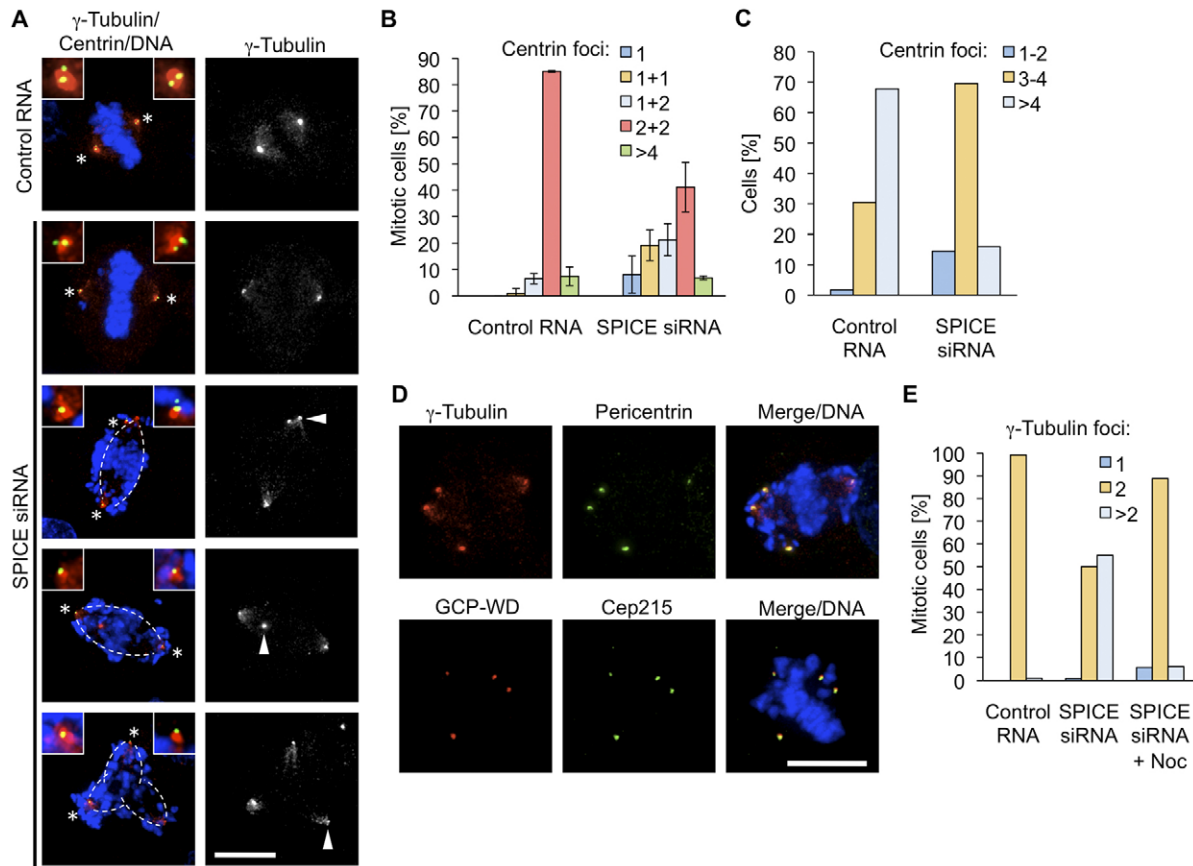 A
γ-Tubulin/
Centrin/DNA
γ-Tubulin
Control RNA
SPICE siRNA
B
Centrin foci:
1
1+1
1+2
2+2
>4
Mitotic cells [%]
90
80
70
60
50
40
30
20
10
0
Control RNA
SPICE siRNA
C
Centrin foci:
1-2
3-4
>4
Cells [%]
80
70
60
50
40
30
20
10
0
Control
RNA
SPICE
siRNA
D
γ-Tubulin
Pericentrin
Merge/DNA
GCP-WD
Cep215
Merge/DNA
E
γ-Tubulin foci:
1
2
>2
Mitotic cells [%]
100
90
80
70
60
50
40
30
20
10
0
Control
RNA
SPICE
siRNA
SPICE
siRNA
+ Noc